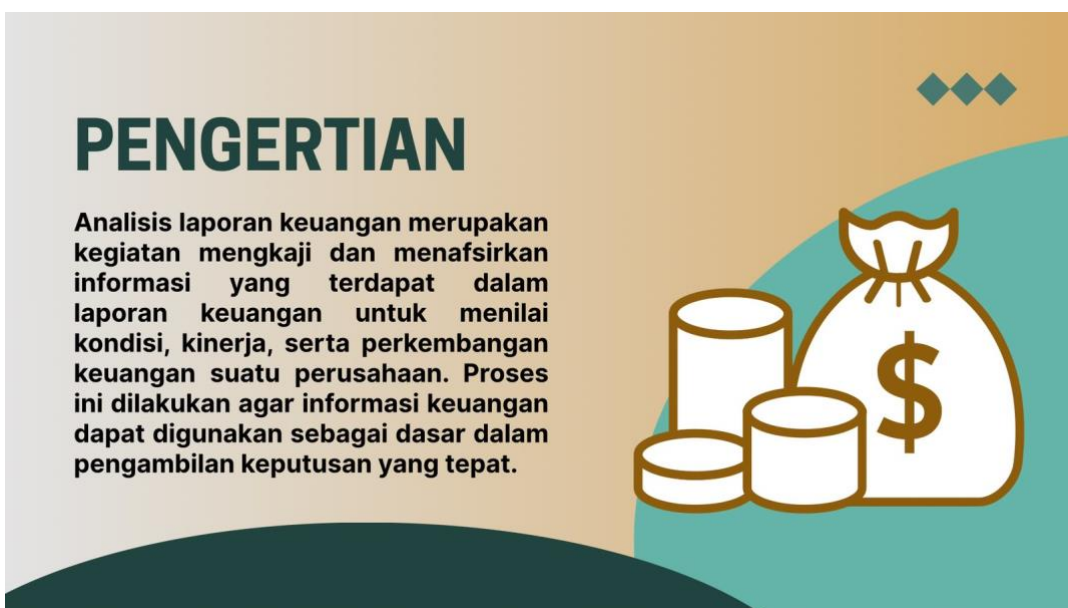 PENGERTIAN
Analisis laporan keuangan merupakan
kegiatan mengkaji dan menafsirkan
informasi yang terdapat dalam
laporan keuangan untuk menilai
kondisi, kinerja, serta perkembangan
keuangan suatu perusahaan. Proses
ini dilakukan agar informasi keuangan
dapat digunakan sebagai dasar dalam
pengambilan keputusan yang tepat.
$